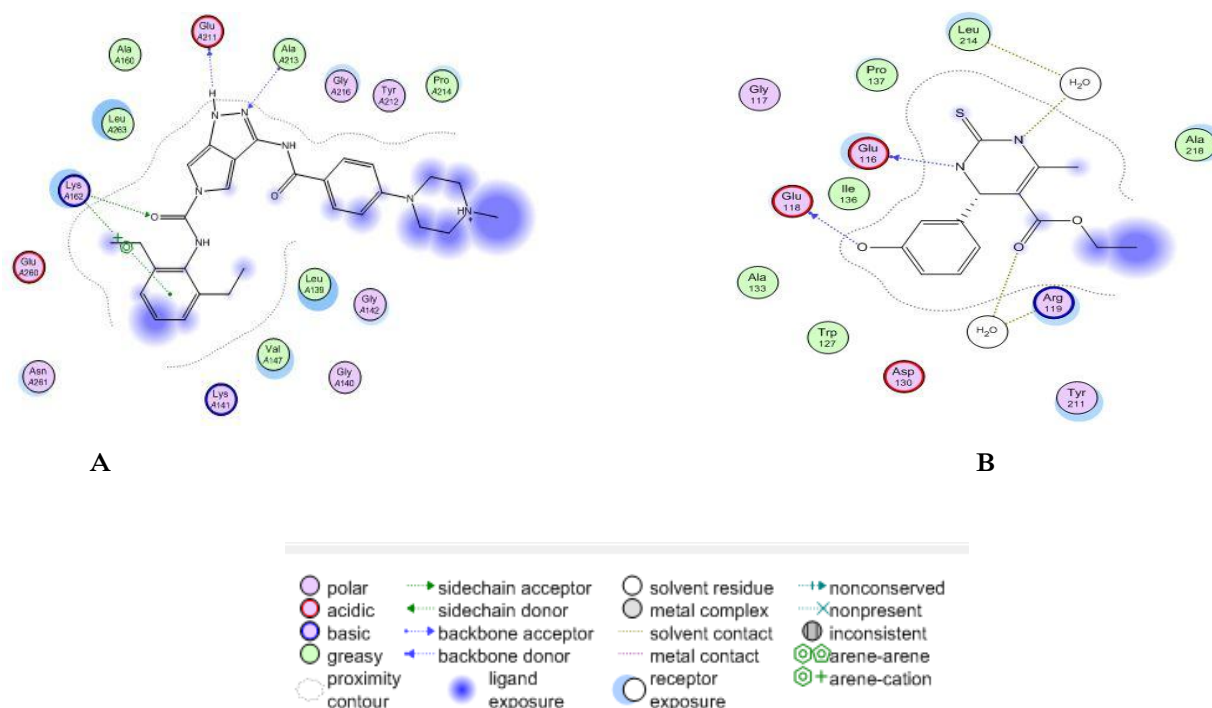 Glu
A211
Ala
A160
Ala
A213
Gly
A216
Tyr
A212
Pro
A214
Leu
A263
H
N
N
NH
O
N
N
HN
+
Lys
A162
O
N
NH
+
Glu
A260
Leu
A139
Gly
A142
Val
A147
Gly
A140
Asn
A261
Lys
A141
A
Leu
214
H₂O
Pro
137
Gly
117
S
N
N
Glu
116
Ala
218
Ile
136
Glu
118
O
O
O
Ala
133
Arg
119
H₂O
Trp
127
Asp
130
Tyr
211
B
polar
acidic
basic
greasy
proximity
contour
sidechain acceptor
sidechain donor
backbone acceptor
backbone donor
ligand
exposure
solvent residue
metal complex
solvent contact
metal contact
receptor
exposure
nonconserved
nonpresent
inconsistent
arene-arene
+ arene-cation